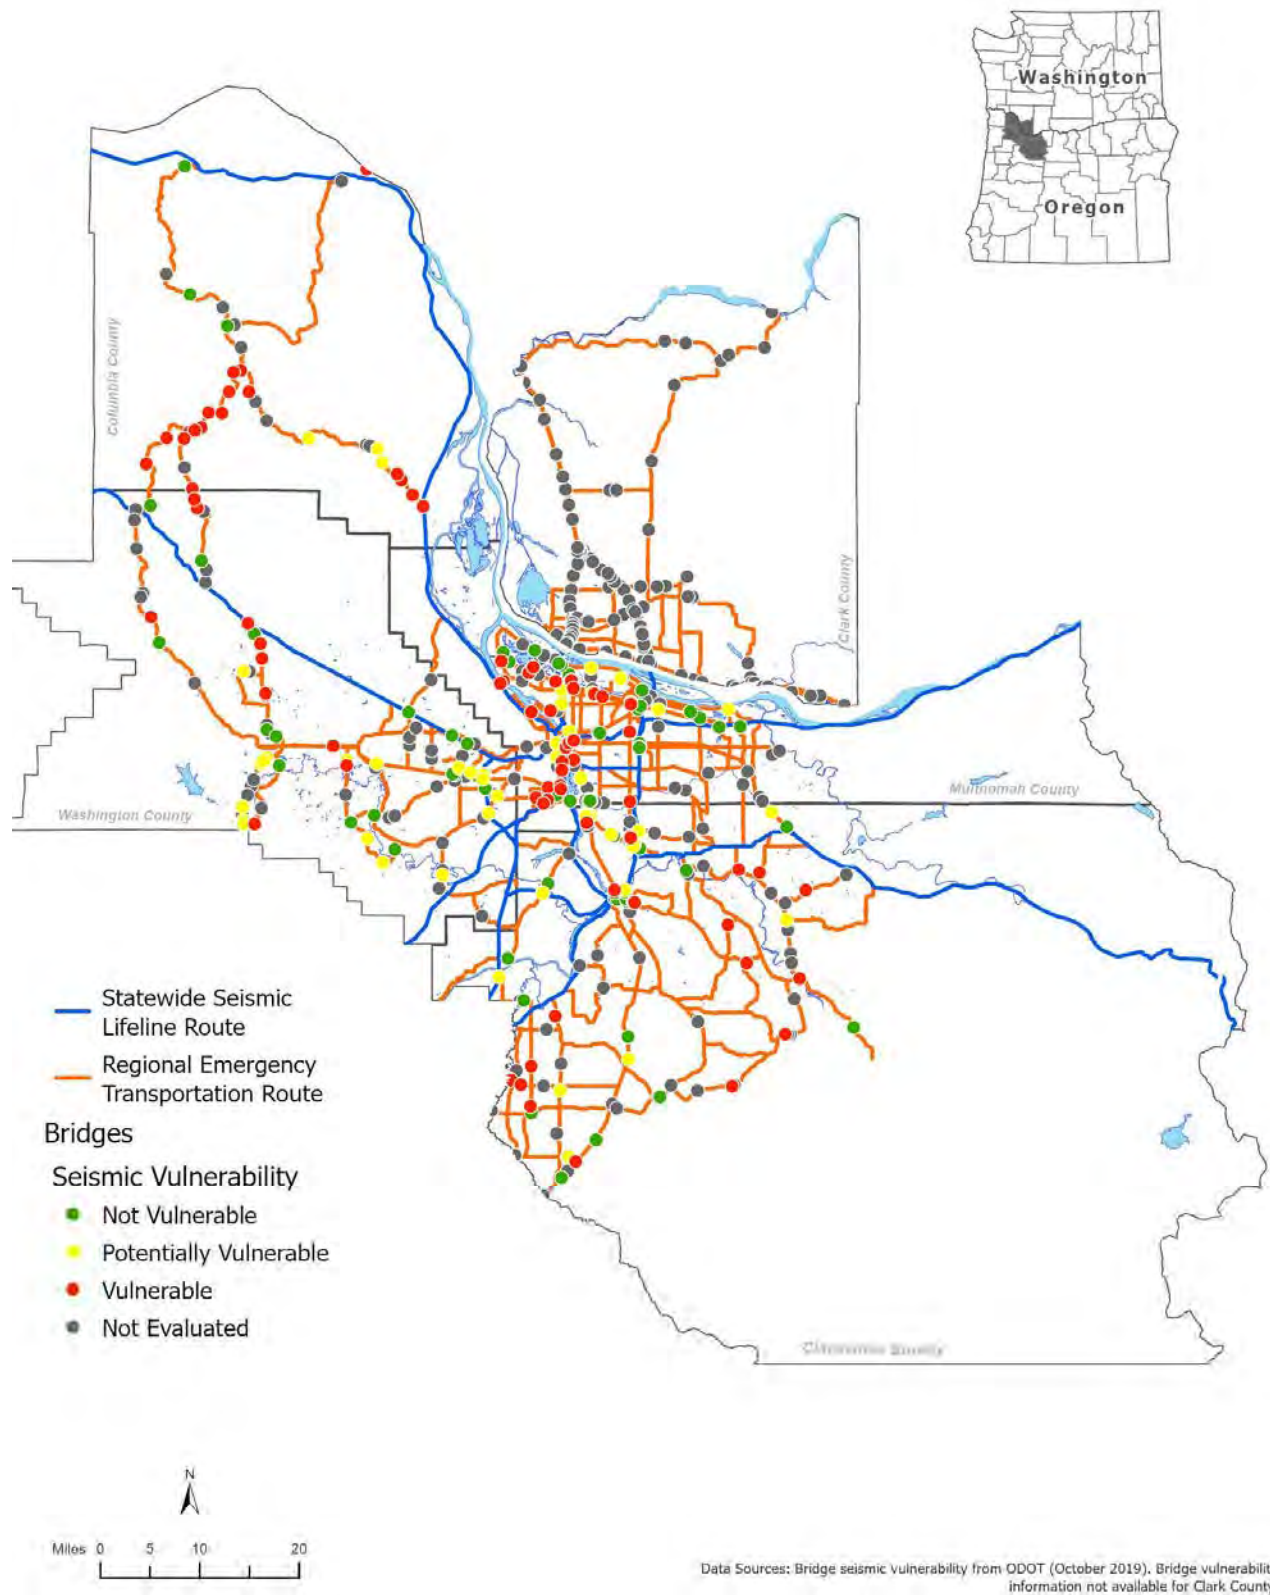 Washington
Oregon
Columbia County
Clark County
Multnomah County
Washington County
Statewide Seismic
Lifeline Route
Regional Emergency
Transportation Route
Bridges
Seismic Vulnerability
Not Vulnerable
Potentially Vulnerable
Vulnerable
Not Evaluated
Clackamas County
N
Miles 0 5 10 20
Data Sources: Bridge seismic vulnerability from ODOT (October 2019). Bridge vulnerabilit
information not available for Clark Count